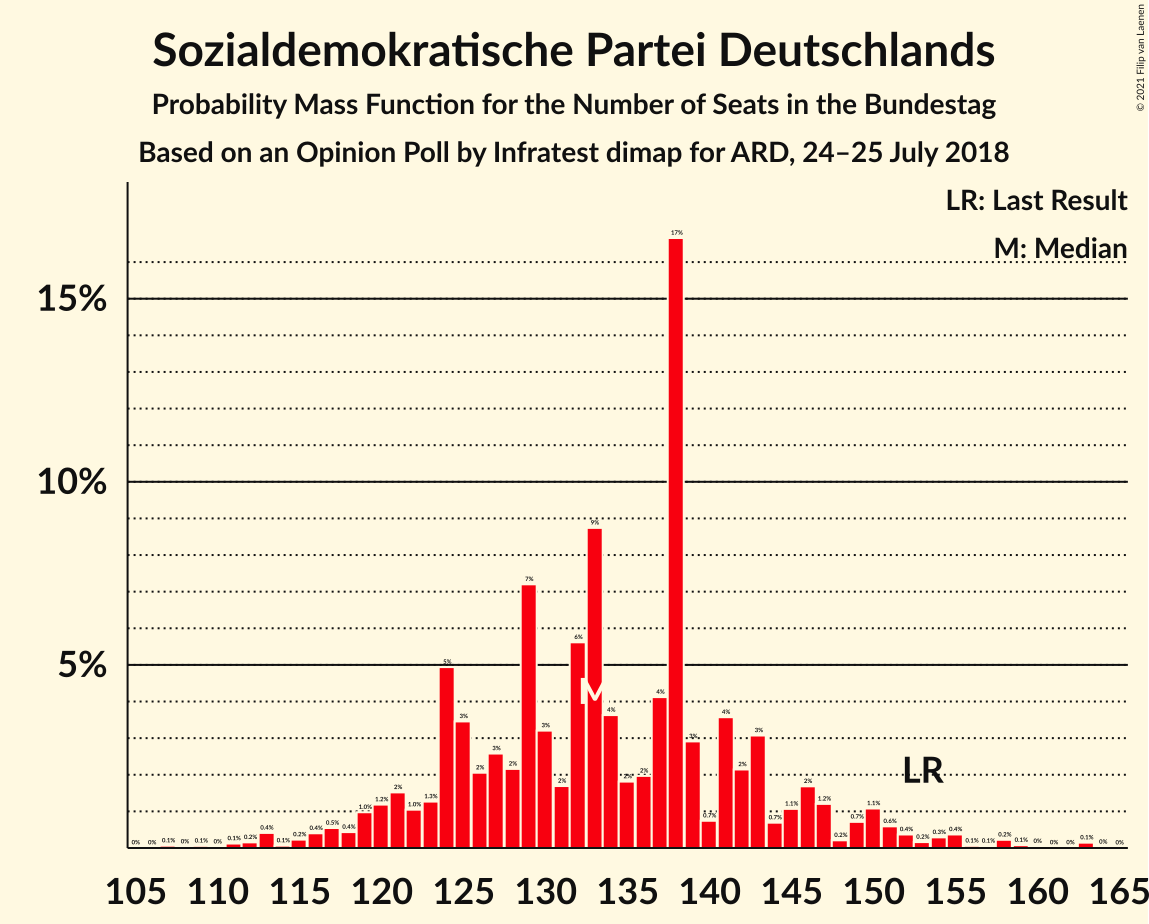 Sozialdemokratische Partei Deutschlands
Probability Mass Function for the Number of Seats in the Bundestag
Based on an Opinion Poll by Infratest dimap for ARD, 24–25 July 2018
© 2021 Filip van Laenen
LR: Last Result
M: Median
15%
10%
5%
0% 0% 0.1% 0% 0.1% 0% 0.1% 0.2% 0.4% 0.1% 0.2% 0.4% 0.5% 0.4% 1.0% 1.2% 2% 1.0% 1.3% 5% 3% 2% 3% 2% 7% 3% 2% 6% 9% 4% 2% 2% 4% 17% 3% 0.7% 4% 2% 3% 0.7% 1.1% 2% 1.2% 0.2% 0.7% 1.1% 0.6% 0.4% 0.2% 0.3% 0.4% 0.1% 0.1% 0.2% 0.1% 0% 0% 0% 0.1% 0% 0%
M
LR
105 110 115 120 125 130 135 140 145 150 155 160 165